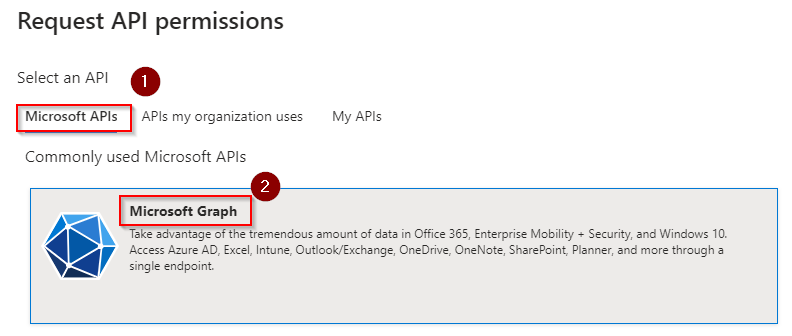 Request API permissions
Select an API
1
Microsoft APIs APIs my organization uses My APIs
Commonly used Microsoft APIs
2
Microsoft Graph
Take advantage of the tremendous amount of data in Office 365, Enterprise Mobility + Security, and Windows 10.
Access Azure AD, Excel, Intune, Outlook/Exchange, OneDrive, OneNote, SharePoint, Planner, and more through a
single endpoint.